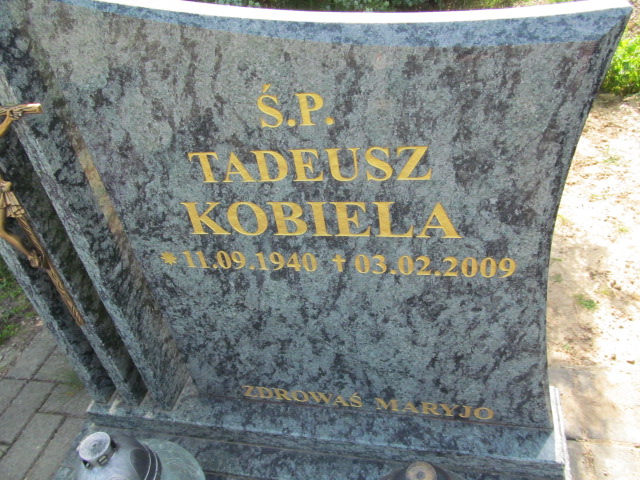 Ś.P.
TADEUSZ
KOBIELA
* 11.09.1940 † 03.02.2009
ZDROWAŚ MARYJO